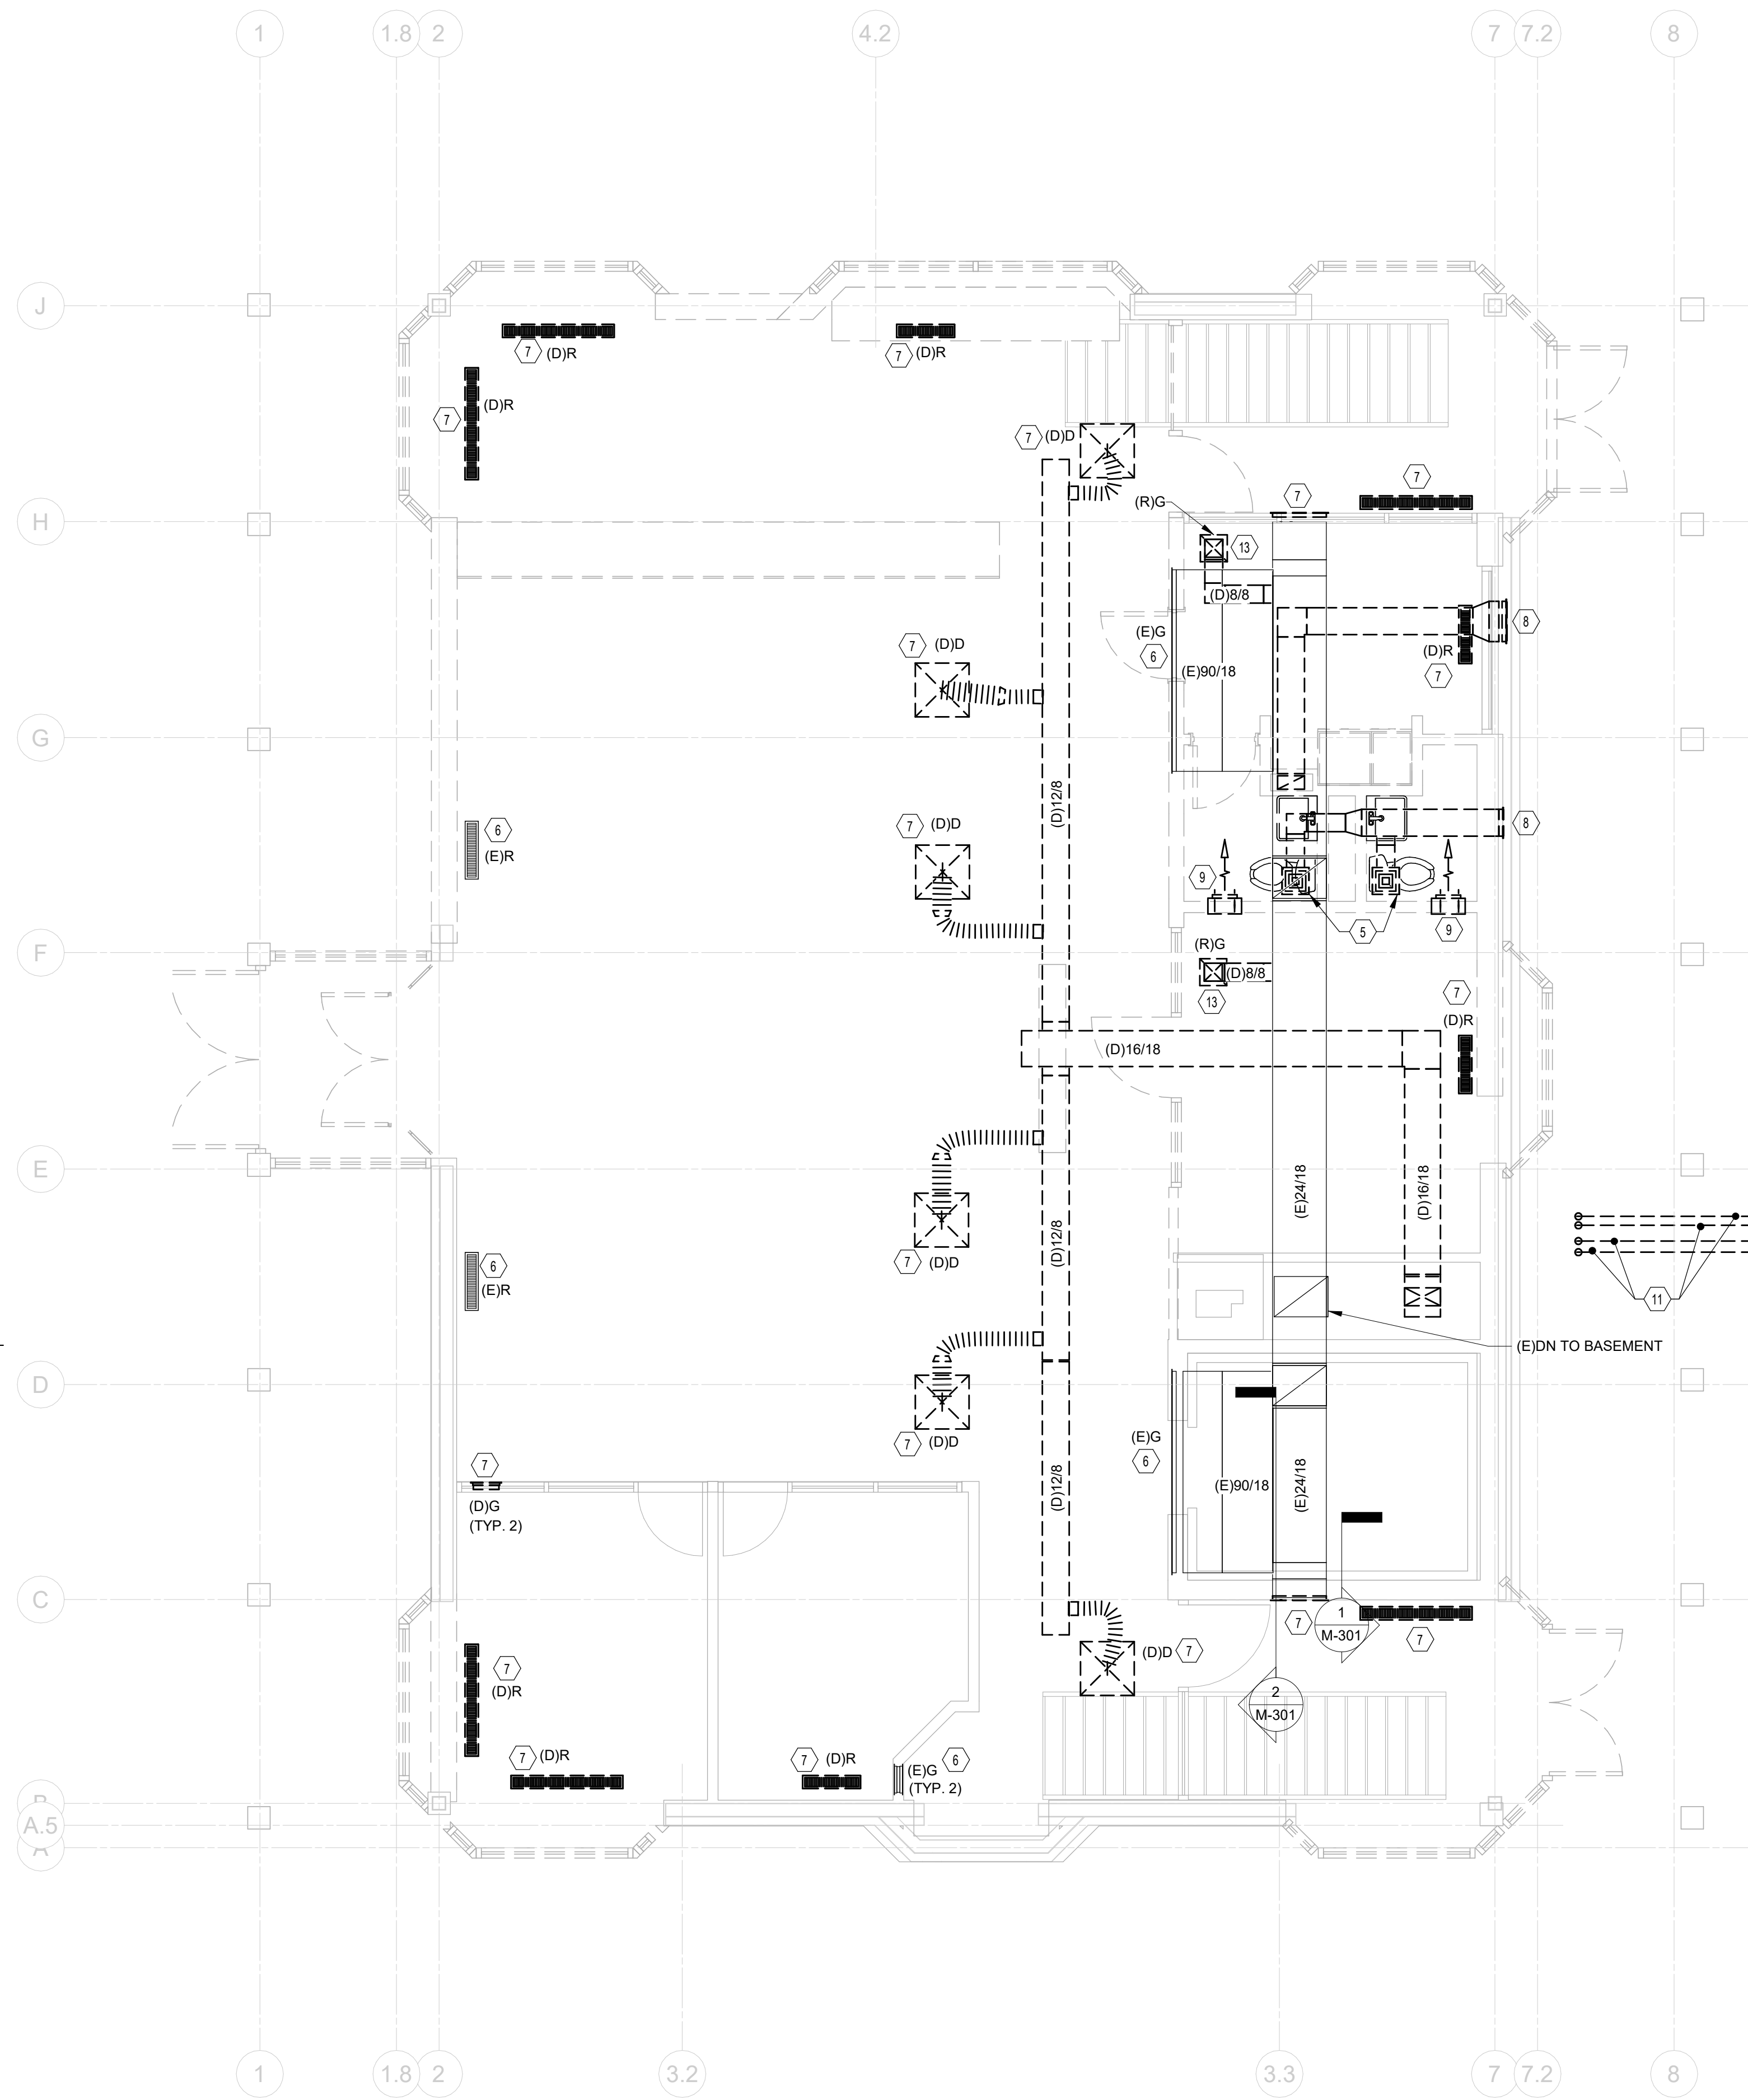 1
1.8
2
4.2
7
7.2
8
J
7
(D)R
7
(D)R
7
(D)R
7
(D)D
7
7
(R)G
H
13
(D)8/8
(E)G
6
(E)90/18
8
(D)R
7
7
(D)D
G
(D)12/8
7
(D)D
8
6
(E)R
9
5
9
F
(R)G
(D)8/8
13
7
(D)R
(D)16/18
E
(E)24/18
(D)16/18
(D)12/8
6
(E)R
7
(D)D
11
(E)DN TO BASEMENT
D
7
(D)D
(E)G
6
(E)90/18
(E)24/18
(D)12/8
7
(D)G
(TYP. 2)
C
7
1
M-301
7
(D)D
7
7
(D)R
2
M-301
7
(D)R
7
(D)R
(E)G
6
(TYP. 2)
B
A.5
A
1
1.8
2
3.2
3.3
7
7.2
8